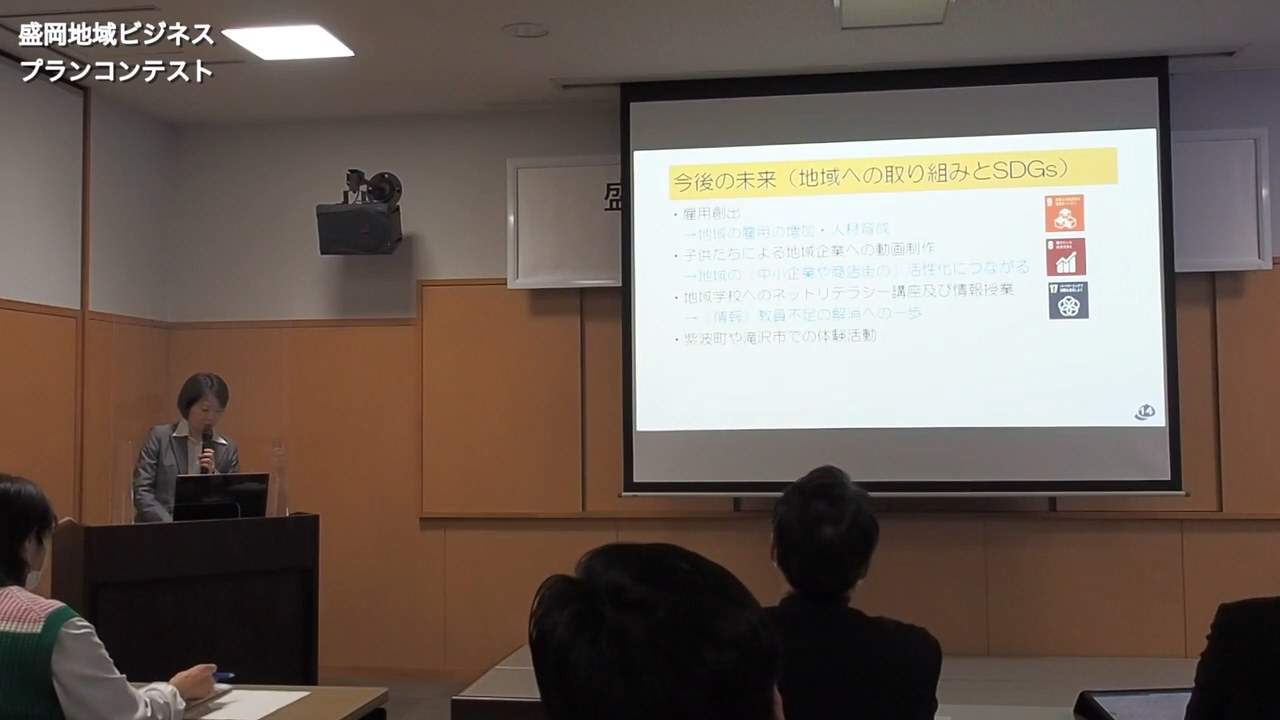 盛岡地域ビジネス
プランコンテスト
盛
今後の未来（地域への取り組みとSDGs）
・雇用創出
→地域の雇用の増加・人材育成
・子供たちによる地域企業への動画制作
→地域の（中小企業や商店街の）活性化につながる
・地域学校へのネットリテラシー講座及び情報授業
→（情報）教員不足の解消への一歩
・紫波町や滝沢市での体験活動
9
8
17
14